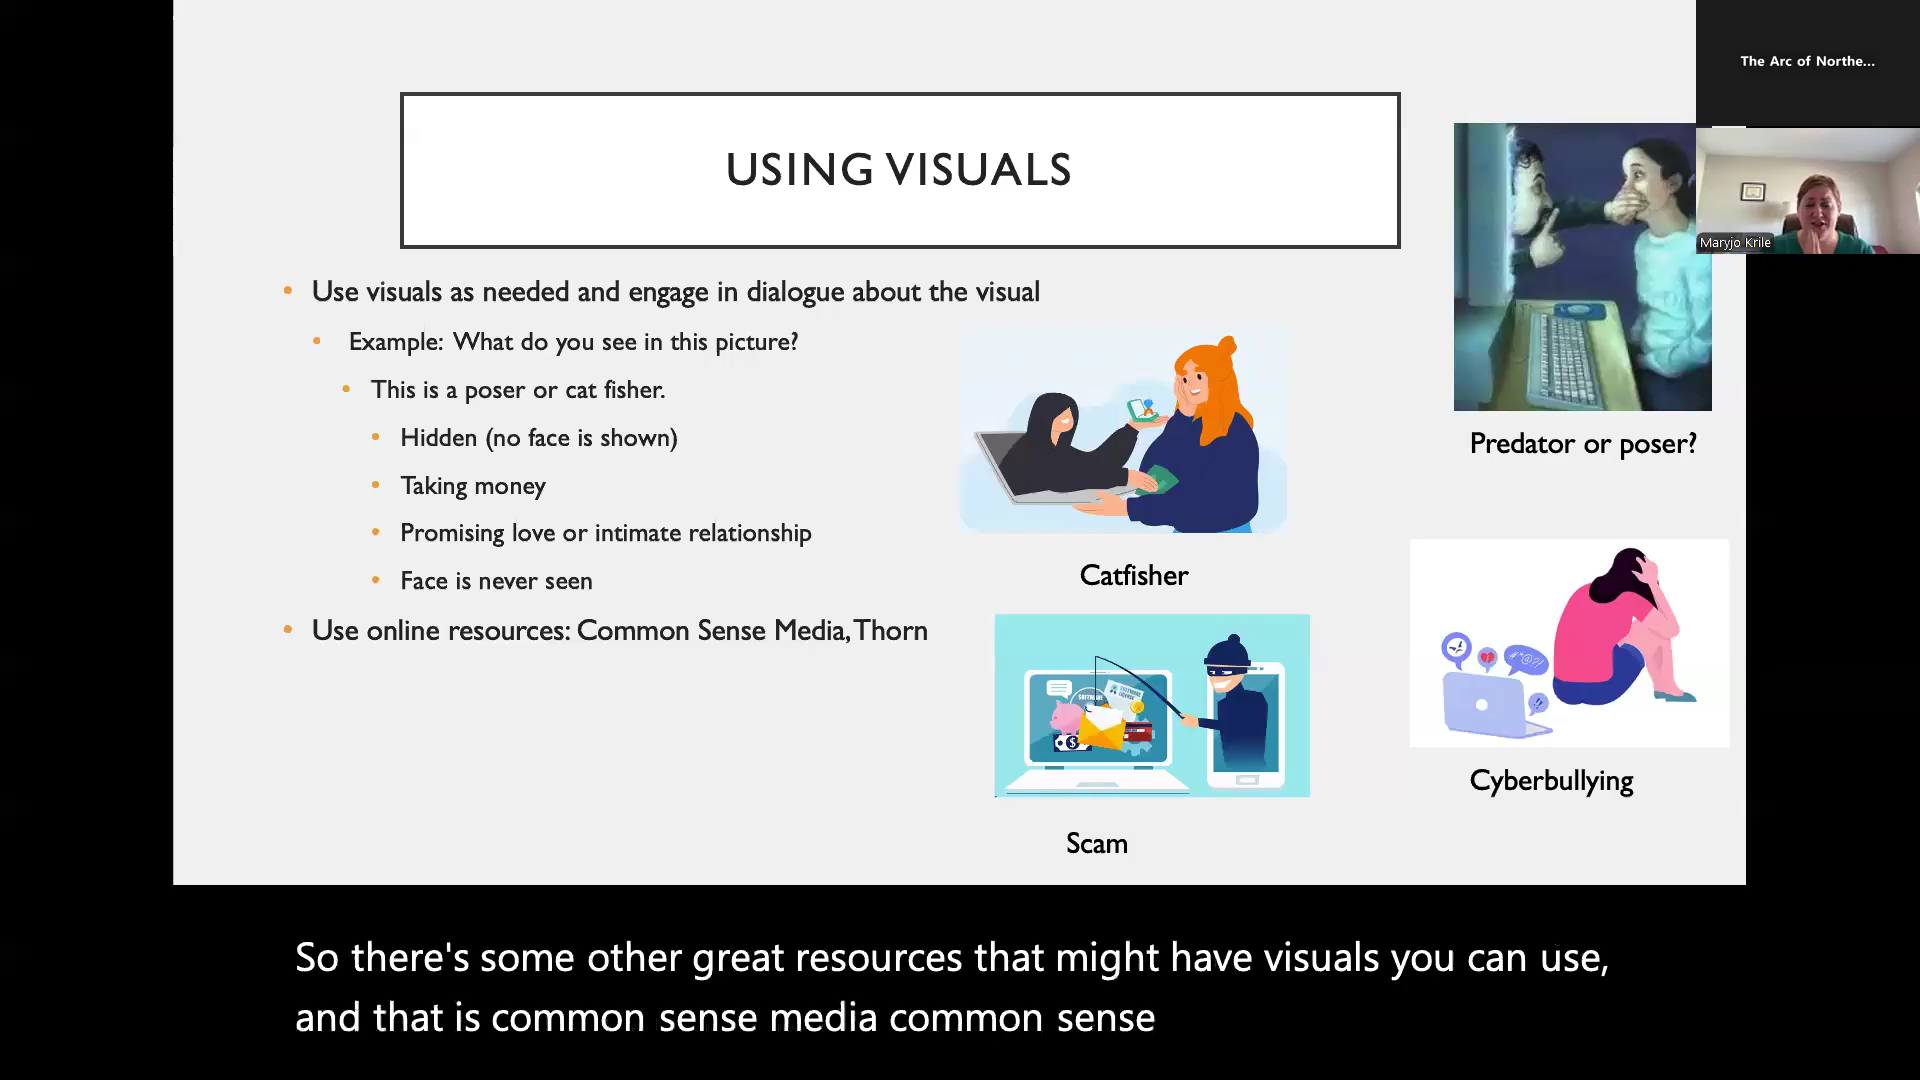 The Arc of Northe...
Maryjo Krile
USING VISUALS
• Use visuals as needed and engage in dialogue about the visual
• Example: What do you see in this picture?
• This is a poser or cat fisher.
• Hidden (no face is shown)
• Taking money
• Promising love or intimate relationship
• Face is never seen
• Use online resources: Common Sense Media, Thorn
Predator or poser?
Catfisher
#*@?!
!!
SOFTWARE
$
Cyberbullying
Scam
So there's some other great resources that might have visuals you can use,
and that is common sense media common sense